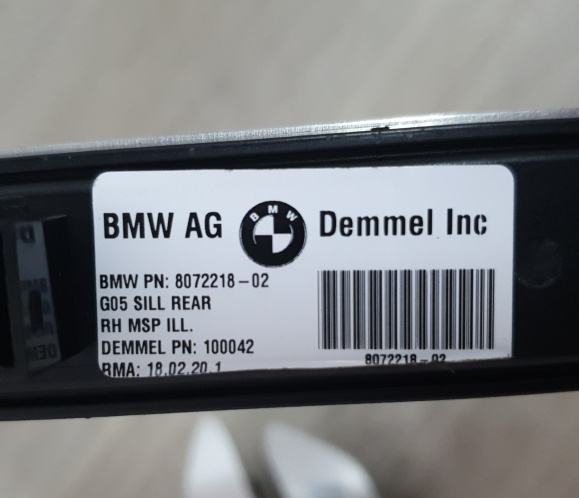 BMW AG BMW Demmel Inc
BMW PN: 8072218-02
G05 SILL REAR
RH MSP ILL.
DEMMEL PN: 100042
RMA: 18.02.20 1
8072218-02